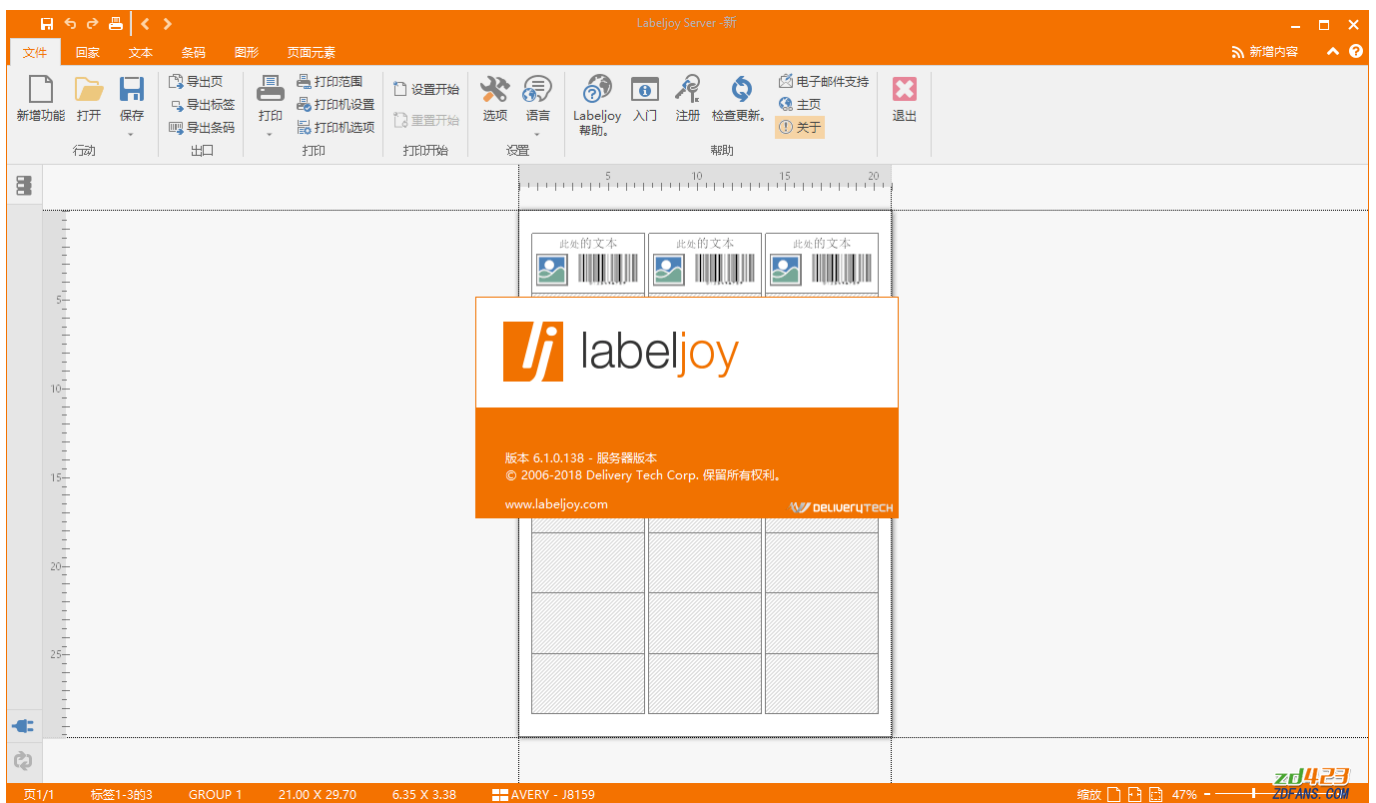 Labeljoy Server -新
文件 回家 文本 条码 图形 页面元素 新增内容
新增功能 打开 保存
行动
导出页
导出标签
导出条码
出口
打印
打印范围
打印机设置
打印机选项
打印
设置开始
重置开始
打印开始
选项 语言
设置
Labeljoy
帮助。
入门 注册 检查更新。
电子邮件支持
主页
关于
帮助
退出
5 10 15 20
5
10
15
20
25
此处的文本 此处的文本 此处的文本
lj labeljoy
版本 6.1.0.138 - 服务器版本
© 2006-2018 Delivery Tech Corp. 保留所有权利。
www.labeljoy.com DELIVERYTECH
页1/1 标签1-3的3 GROUP 1 21.00 X 29.70 6.35 X 3.38 AVERY - J8159 缩放 47%
zd423
ZDFANS.COM